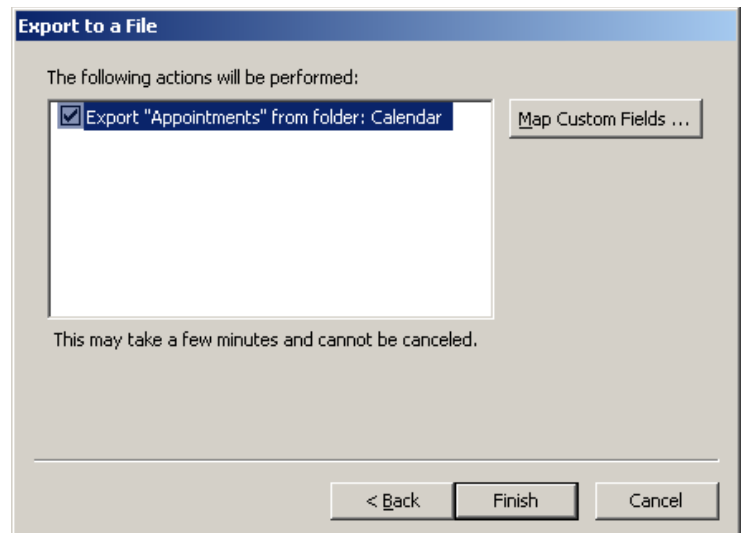 Export to a File
The following actions will be performed:
Export "Appointments" from folder: Calendar
Map Custom Fields ...
This may take a few minutes and cannot be canceled.
< Back
Finish
Cancel